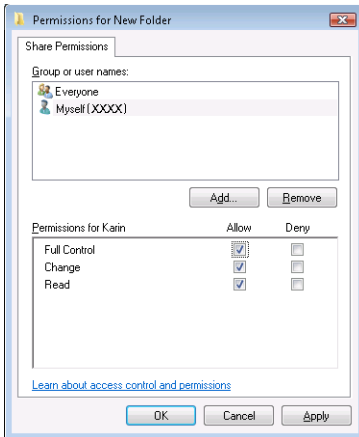 Permissions for New Folder
Share Permissions
Group or user names:
Everyone
Myself(XXXX)
Add... Remove
Permissions for Karin Allow Deny
Full Control
Change
Read
Learn about access control and permissions
OK Cancel Apply